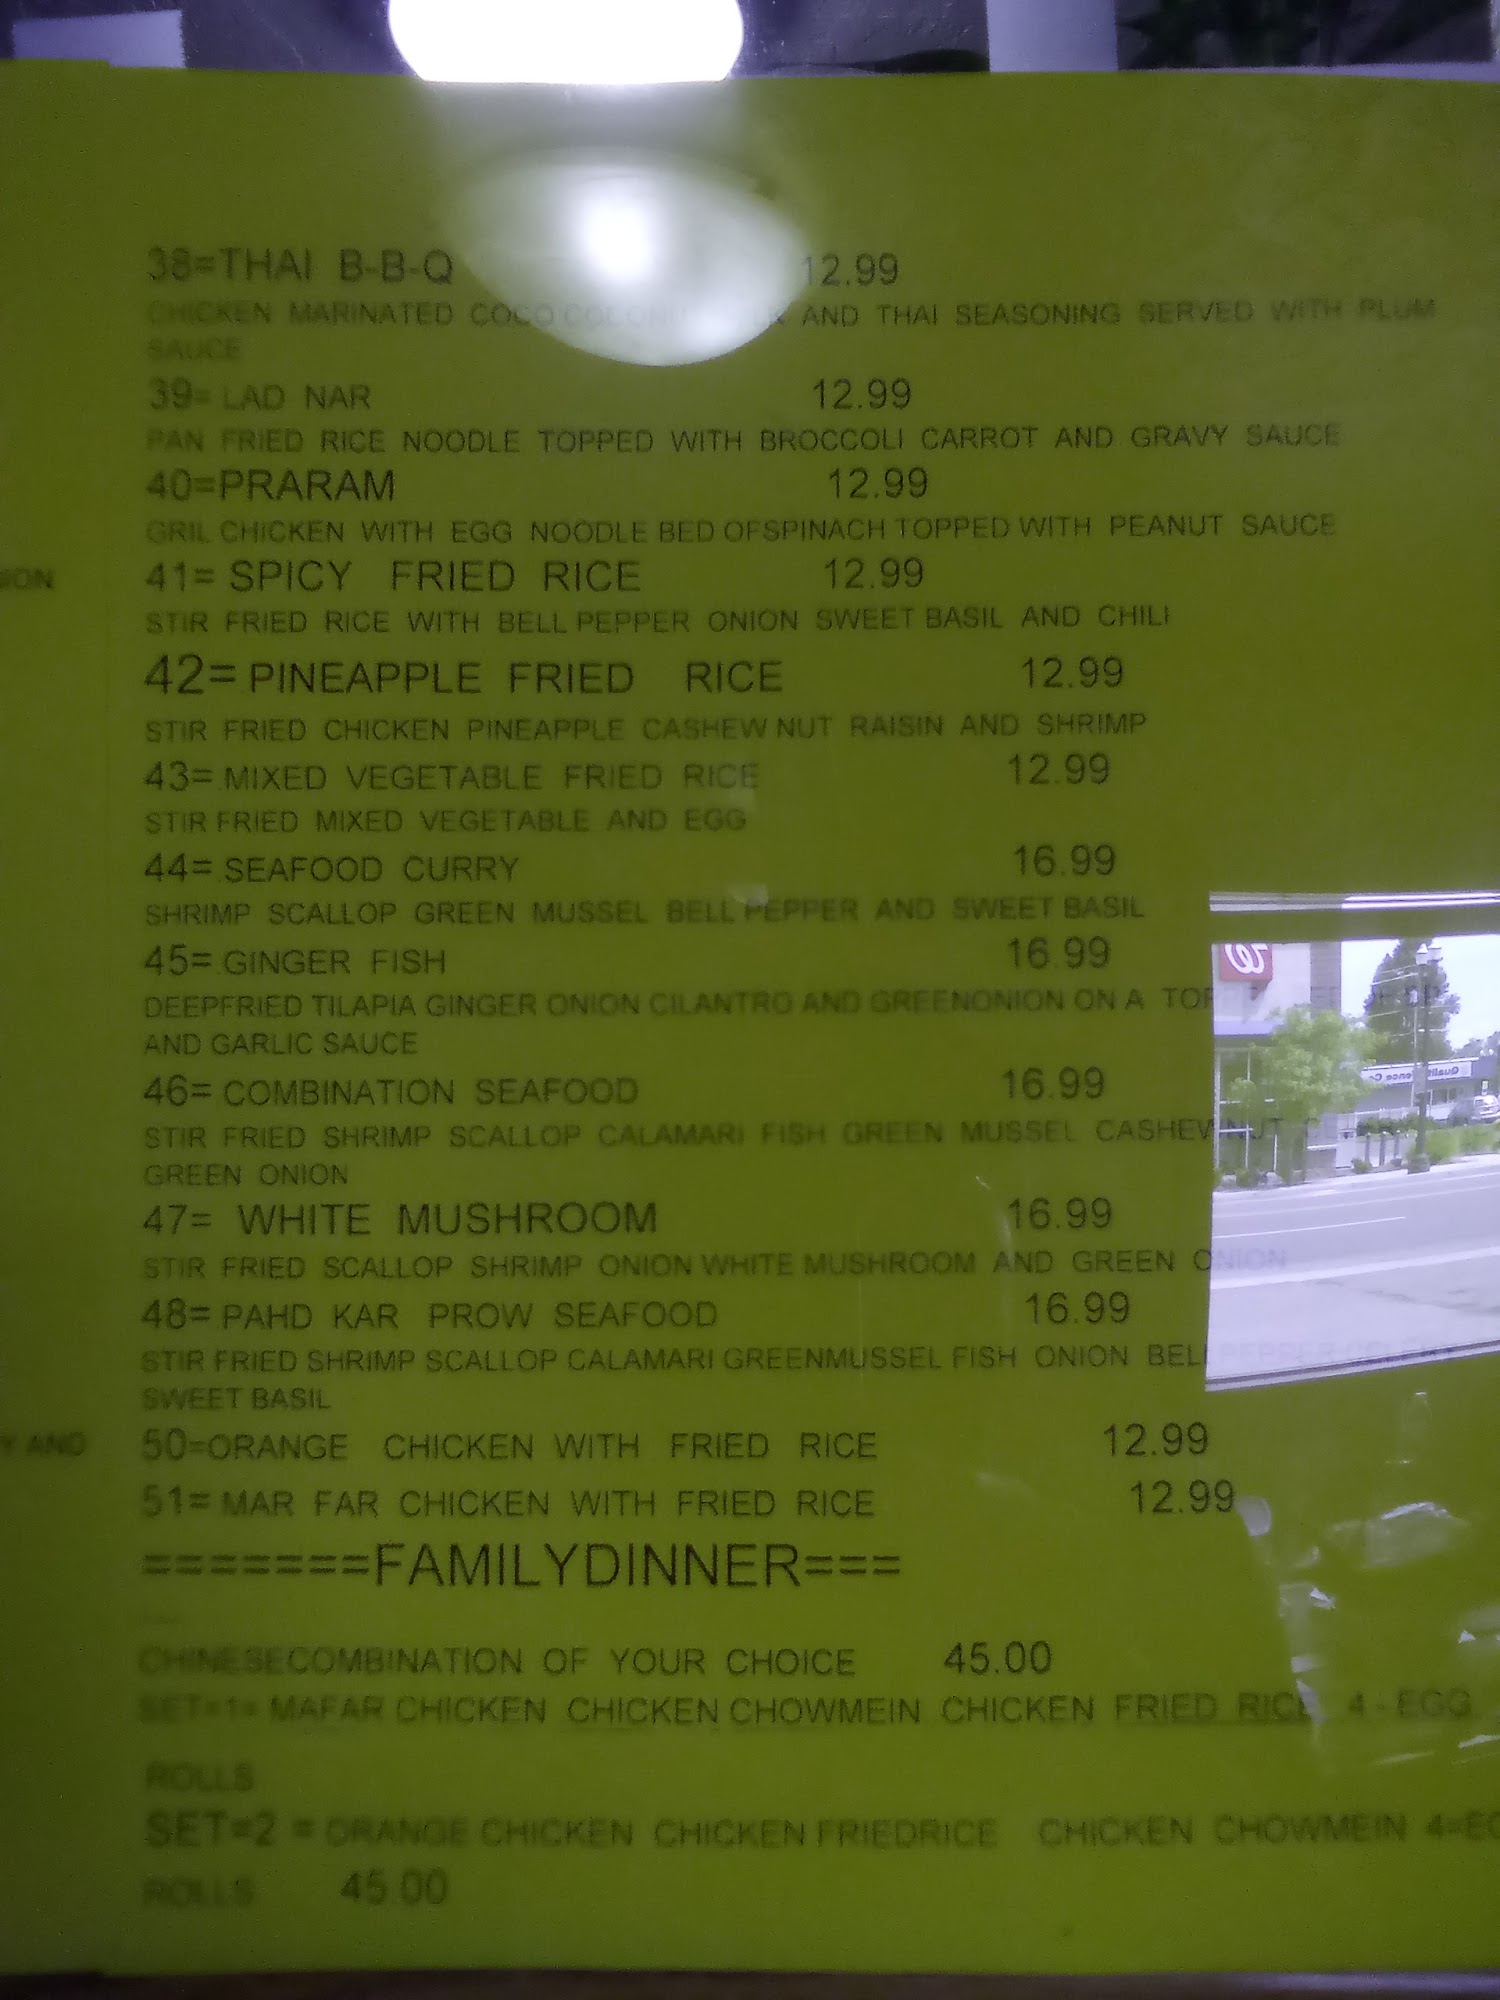 38=THAI B-B-Q 12.99
CHICKEN MARINATED COCO AND THAI SEASONING SERVED WITH PLUM
SAUCE
39= LAD NAR 12.99
PAN FRIED RICE NOODLE TOPPED WITH BROCCOLI CARROT AND GRAVY SAUCE
40=PRARAM 12.99
GRIL CHICKEN WITH EGG NOODLE BED OFSPINACH TOPPED WITH PEANUT SAUCE
41= SPICY FRIED RICE 12.99
STIR FRIED RICE WITH BELL PEPPER ONION SWEET BASIL AND CHILI
42= PINEAPPLE FRIED RICE 12.99
STIR FRIED CHICKEN PINEAPPLE CASHEW NUT RAISIN AND SHRIMP
43= MIXED VEGETABLE FRIED RICE 12.99
STIR FRIED MIXED VEGETABLE AND EGG
44= SEAFOOD CURRY 16.99
SHRIMP SCALLOP GREEN MUSSEL BELL PEPPER AND SWEET BASIL
45= GINGER FISH 16.99
DEEPFRIED TILAPIA GINGER ONION CILANTRO AND GREENONION ON A
AND GARLIC SAUCE
46= COMBINATION SEAFOOD 16.99
STIR FRIED SHRIMP SCALLOP CALAMARI FISH GREEN MUSSEL CASHEW NUT
GREEN ONION
47= WHITE MUSHROOM 16.99
STIR FRIED SCALLOP SHRIMP ONION WHITE MUSHROOM AND GREEN ONION
48= PAHD KAR PROW SEAFOOD 16.99
STIR FRIED SHRIMP SCALLOP CALAMARI GREENMUSSEL FISH ONION BELL PEPPER CELERY
SWEET BASIL
Y AND
50=ORANGE CHICKEN WITH FRIED RICE 12.99
51= MAR FAR CHICKEN WITH FRIED RICE 12.99
=======FAMILYDINNER===
CHINESECOMBINATION OF YOUR CHOICE 45.00
SET=1= MAFAR CHICKEN CHICKEN CHOWMEIN CHICKEN FRIED RICE 4 - EGG
ROLLS
SET=2 = ORANGE CHICKEN CHICKEN FRIEDRICE CHICKEN CHOWMEIN 4=EG
ROLLS 45.00